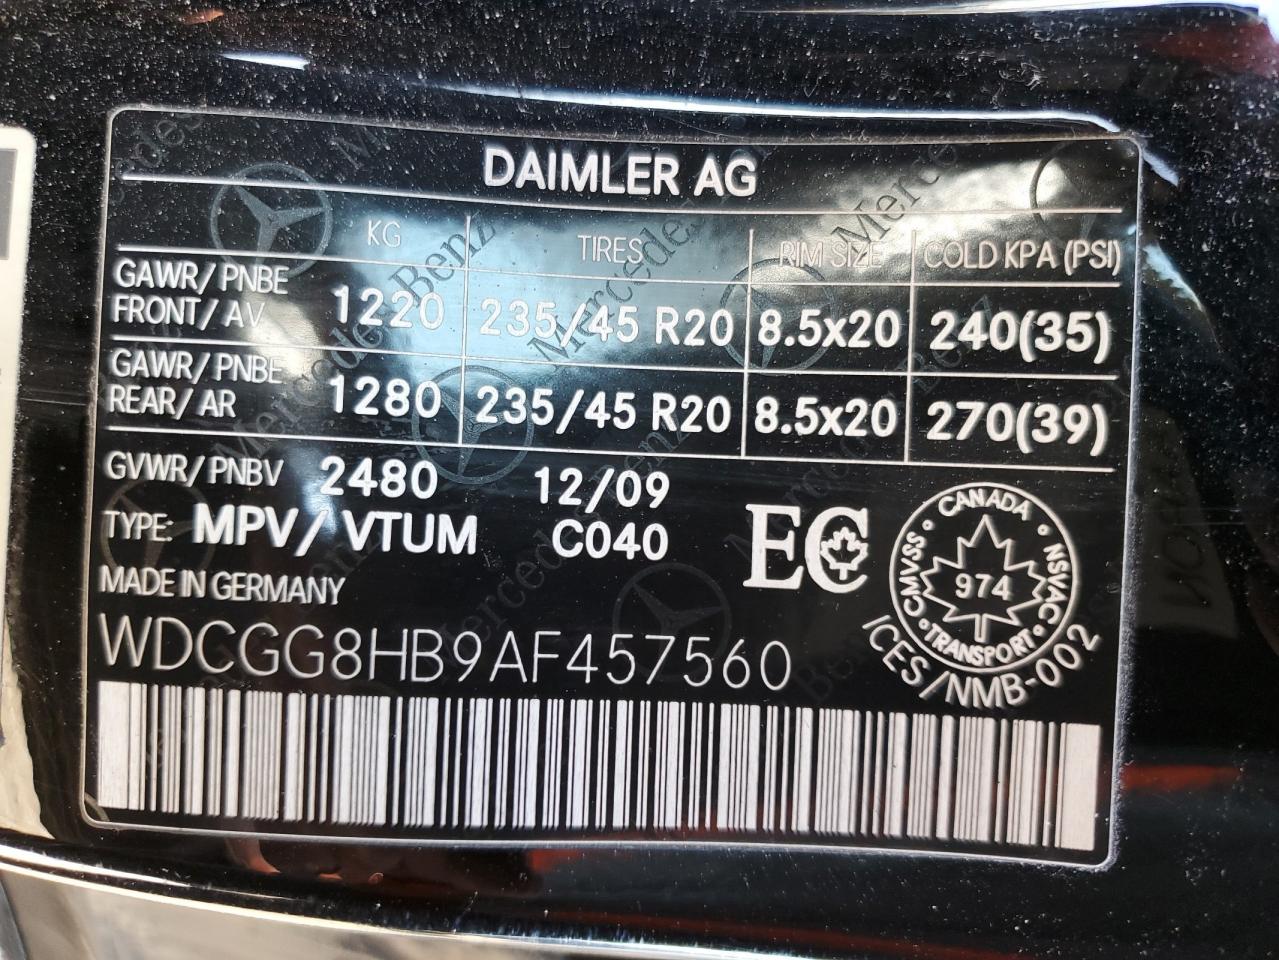 DAIMLER AG
KG TIRES RIM SIZE COLD KPA (PSI)
GAWR/PNBE
FRONT/AV 1220 235/45 R20 8.5x20 240(35)
GAWR/PNBE
REAR/AR 1280 235/45 R20 8.5x20 270(39)
GVWR/PNBV 2480 12/09
TYPE: MPV/VTUM C040
MADE IN GERMANY
WDCGG8HB9AF457560
EC
CANADA
CMVSS • NSVAC
974
TRANSPORT
ICES/NMB-002
Mercedes-Benz